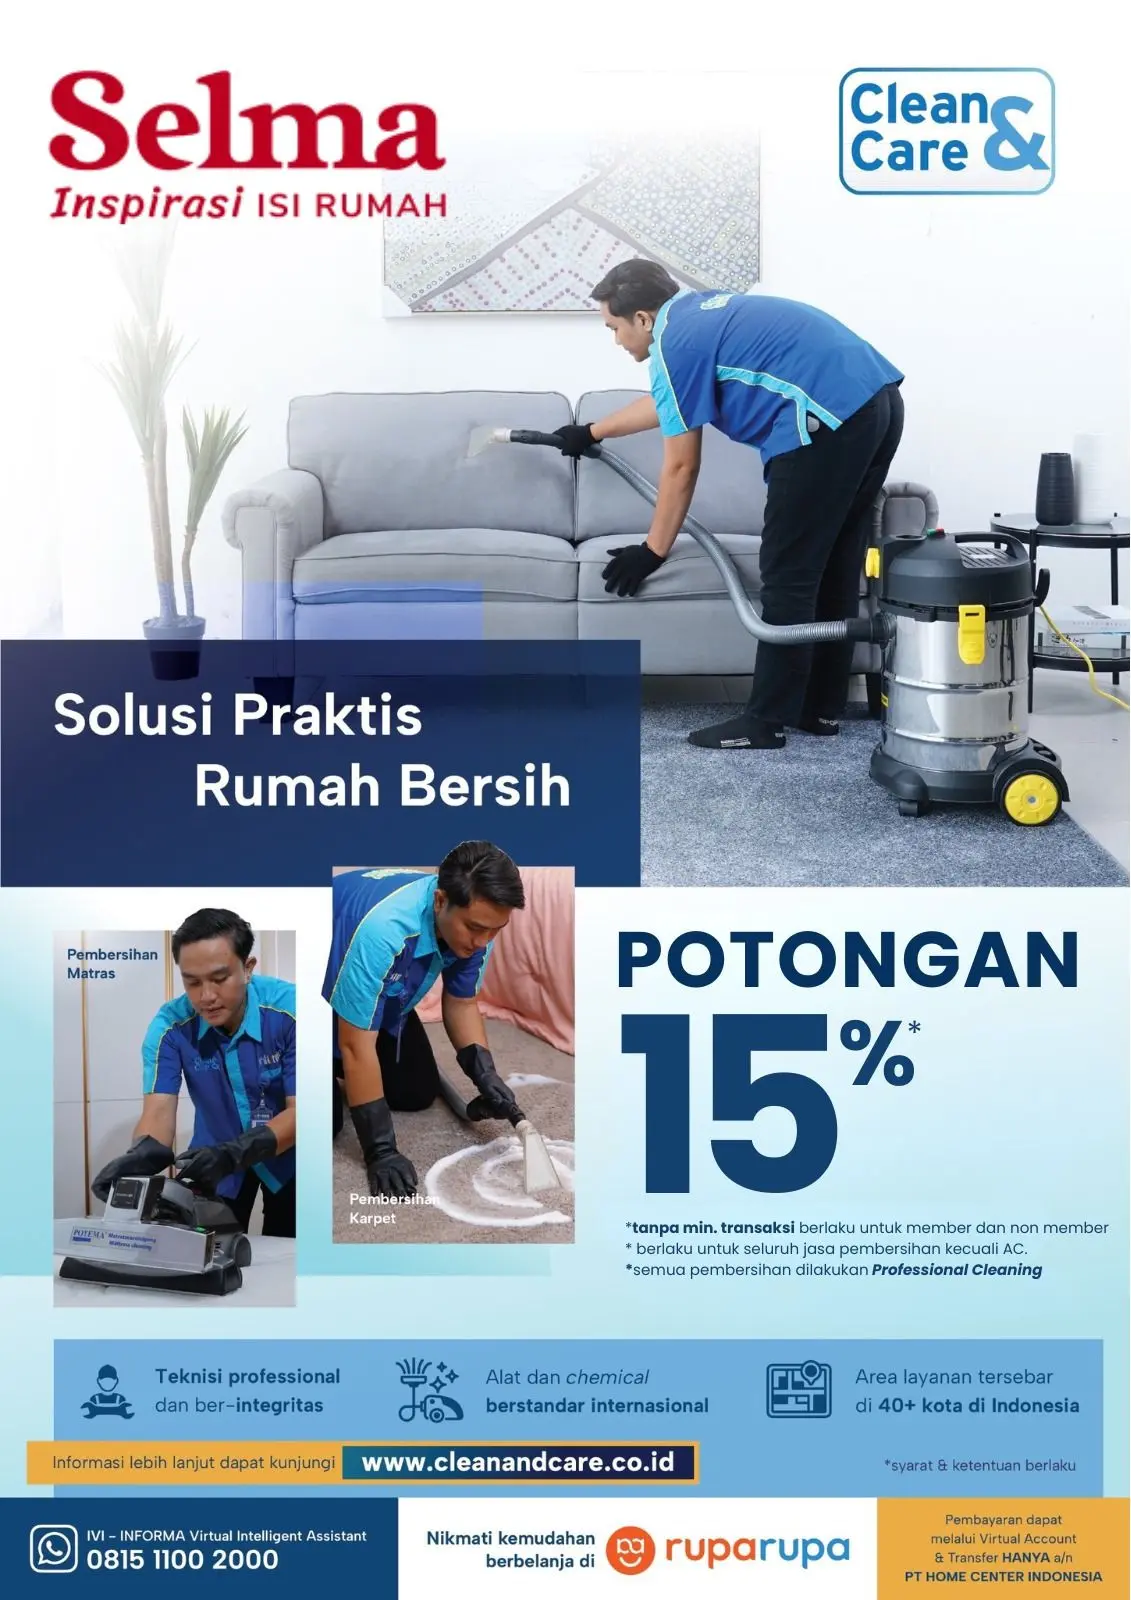 Selma
Inspirasi ISI RUMAH
Clean &
Care
Solusi Praktis
Rumah Bersih
Pembersihan
Matras
Pembersihan
Karpet
POTONGAN
15%*
*tanpa min. transaksi berlaku untuk member dan non member
* berlaku untuk seluruh jasa pembersihan kecuali AC.
*semua pembersihan dilakukan Professional Cleaning
POTEMA
Teknisi professional
dan ber-integritas
Alat dan chemical
berstandar internasional
Area layanan tersebar
di 40+ kota di Indonesia
Informasi lebih lanjut dapat kunjungi www.cleanandcare.co.id
*syarat & ketentuan berlaku
IVI - INFORMA Virtual Intelligent Assistant
0815 1100 2000
Nikmati kemudahan
berbelanja di
ruparupa
Pembayaran dapat
melalui Virtual Account
& Transfer HANYA a/n
PT HOME CENTER INDONESIA